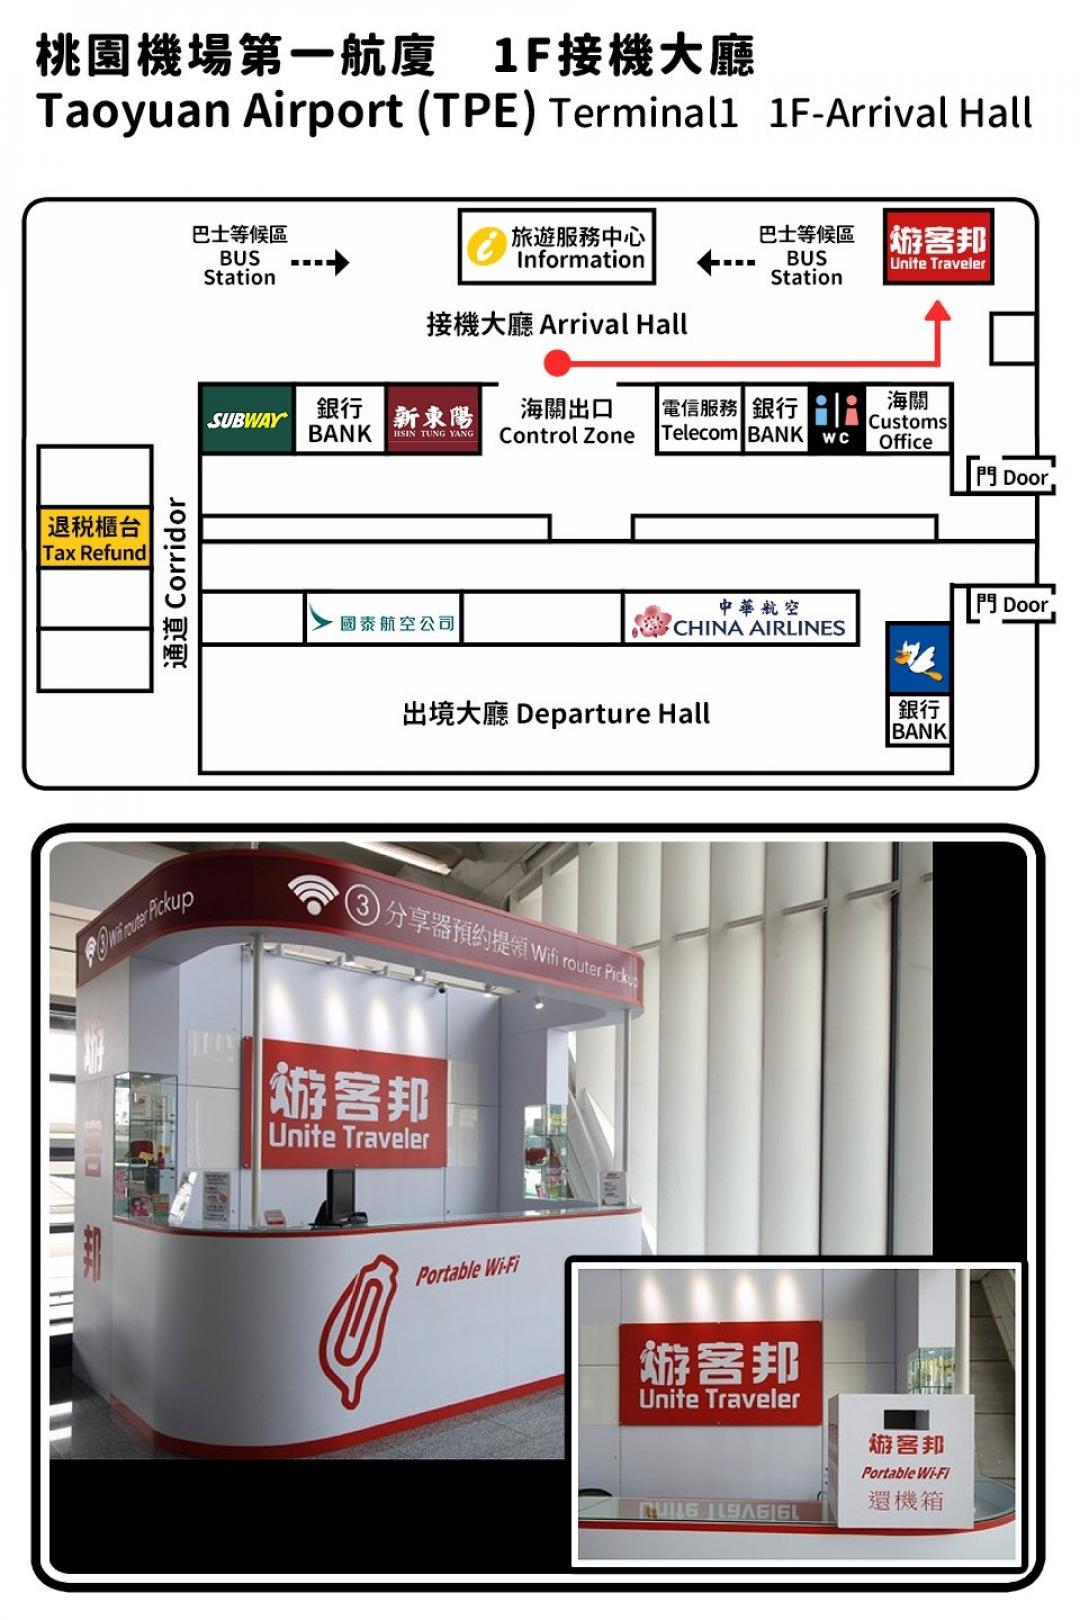 桃園機場第一航廈 1F接機大廳
Taoyuan Airport (TPE) Terminal1 1F-Arrival Hall
巴士等候區
BUS
Station
旅遊服務中心
Information
巴士等候區
BUS
Station
遊客邦
Unite Traveler
接機大廳 Arrival Hall
SUBWAY
銀行
BANK
新東陽
HSIN TUNG YANG
海關出口
Control Zone
電信服務
Telecom
銀行
BANK
WC
海關
Customs
Office
門 Door
退税櫃台
Tax Refund
通道 Corridor
國泰航空公司
中華航空
CHINA AIRLINES
門 Door
銀行
BANK
出境大廳 Departure Hall
③ Wifi router Pickup
③ 分享器預約提領 Wifi router Pickup
遊客邦
遊客邦
Unite Traveler
Portable Wi-Fi
遊客邦
Unite Traveler
遊客邦
Portable Wi-Fi
還機箱